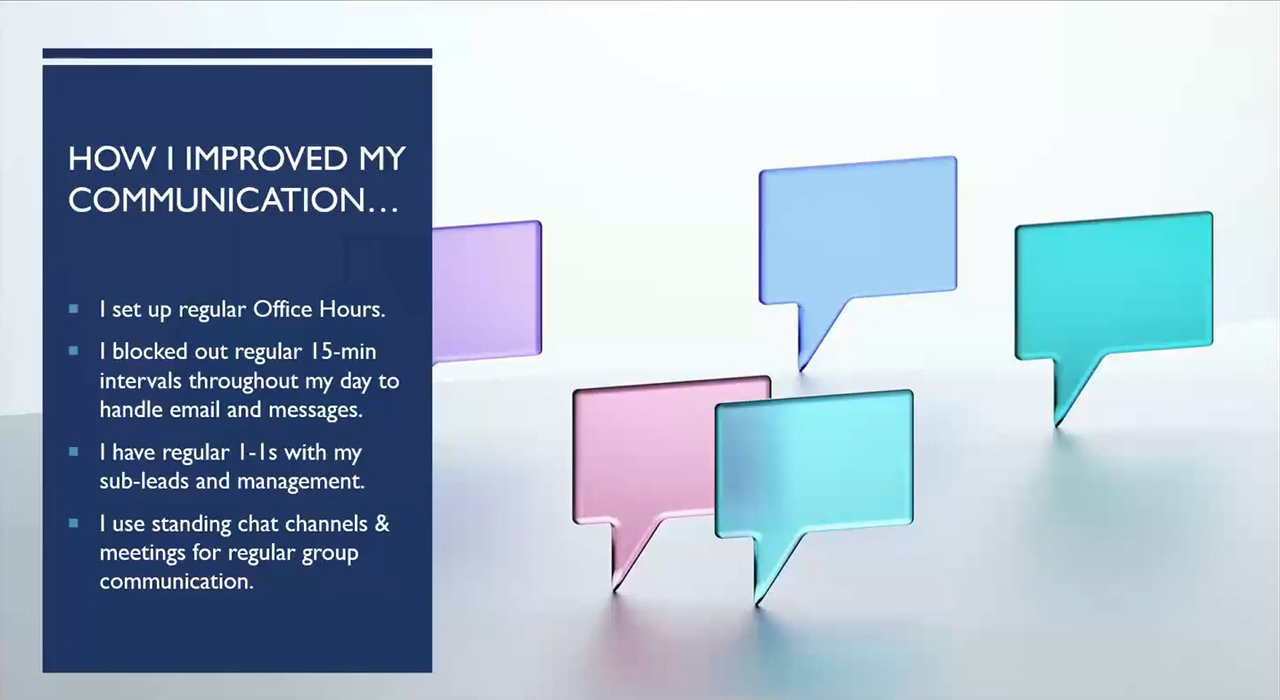 HOW I IMPROVED MY
COMMUNICATION...
I set up regular Office Hours.
I blocked out regular 15-min
intervals throughout my day to
handle email and messages.
I have regular 1-1s with my
sub-leads and management.
I use standing chat channels &
meetings for regular group
communication.